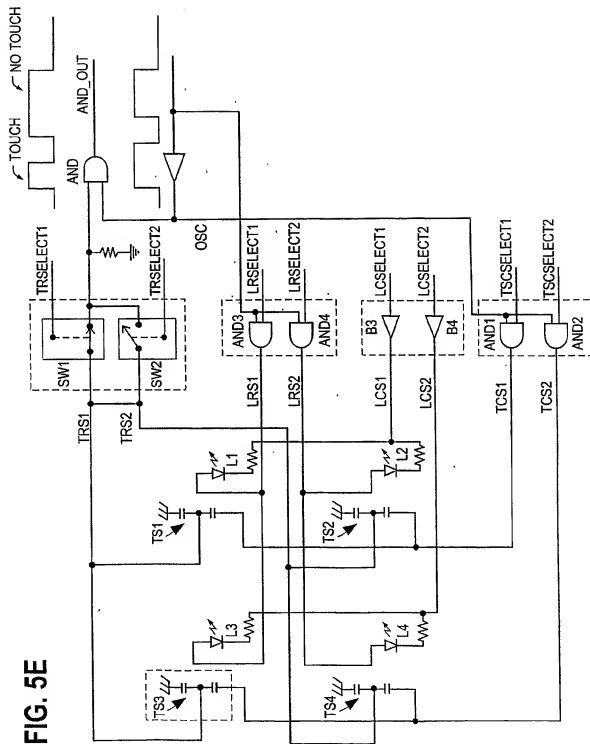 FIG. 5E
TOUCH
NO TOUCH
AND
AND_OUT
TRSELECT1
TRSELECT2
SW1
SW2
TRS1
TRS2
OSC
LRSELECT1
LRSELECT2
AND3
AND4
LRS1
LRS2
LCSELECT1
LCSELECT2
B3
B4
LCS1
LCS2
TSCSELECT1
TSCSELECT2
AND1
AND2
TCS1
TCS2
L1
L2
TS1
TS2
L3
L4
TS3
TS4